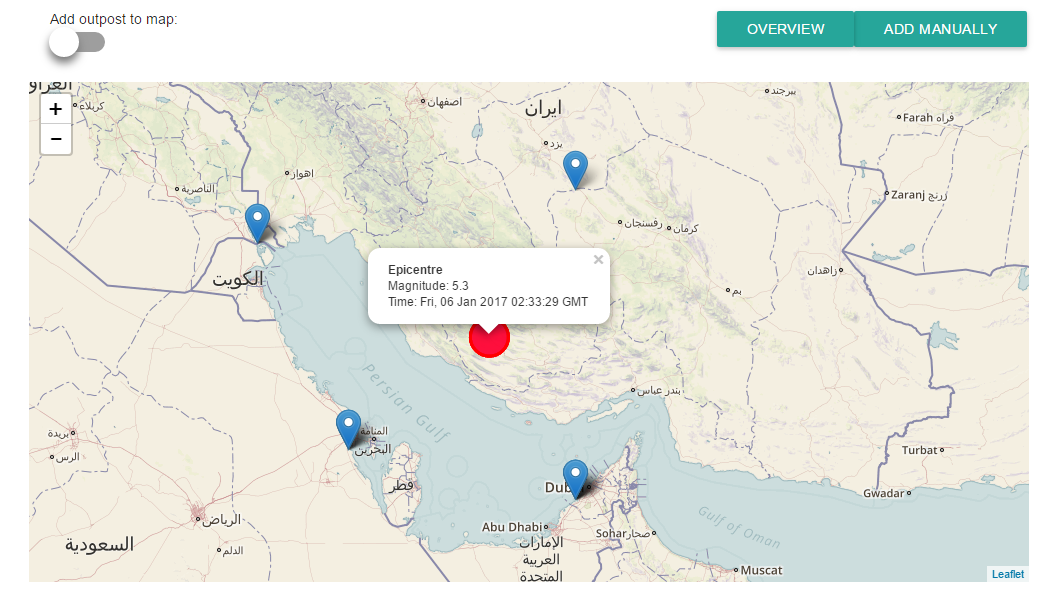 Add outpost to map:
OVERVIEW
ADD MANUALLY
+
−
العراق
كربلاء
اصفهان
ایران
بیرجند
Farah فراه
یزد
اهواز
الناصرية
Zaranj زرنج
رفسنجان
کرمان
الكويت
زاهدان
بم
×
Epicentre
Magnitude: 5.3
Time: Fri, 06 Jan 2017 02:33:29 GMT
Persian Gulf
بندر عباس
المنامة
البحرين
بريدة
الرس
Turbat
قطر
Gwadar
الرياض
Abu Dhabi
Gulf of Oman
Sohar صحار
السعودية
الدلم
الإمارات
العربية
المتحدة
Muscat
Leaflet